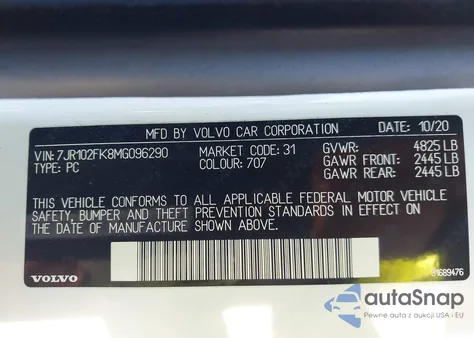 MFD BY VOLVO CAR CORPORATION DATE: 10/20
VIN: 7JR102FK8MG096290 MARKET CODE: 31 GVWR: 4825 LB
TYPE: PC COLOUR: 707 GAWR FRONT: 2445 LB
GAWR REAR: 2445 LB
THIS VEHICLE CONFORMS TO ALL APPLICABLE FEDERAL MOTOR VEHICLE
SAFETY, BUMPER AND THEFT PREVENTION STANDARDS IN EFFECT ON
THE DATE OF MANUFACTURE SHOWN ABOVE.
VOLVO
autoSnap
Pewne auta z USA i EU